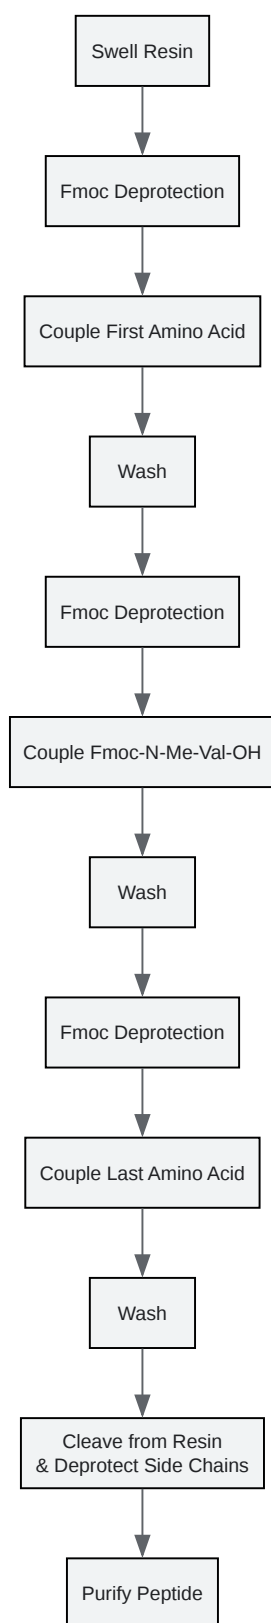 Swell Resin
Fmoc Deprotection
Couple First Amino Acid
Wash
Fmoc Deprotection
Couple Fmoc-N-Me-Val-OH
Wash
Fmoc Deprotection
Couple Last Amino Acid
Wash
Cleave from Resin
& Deprotect Side Chains
Purify Peptide